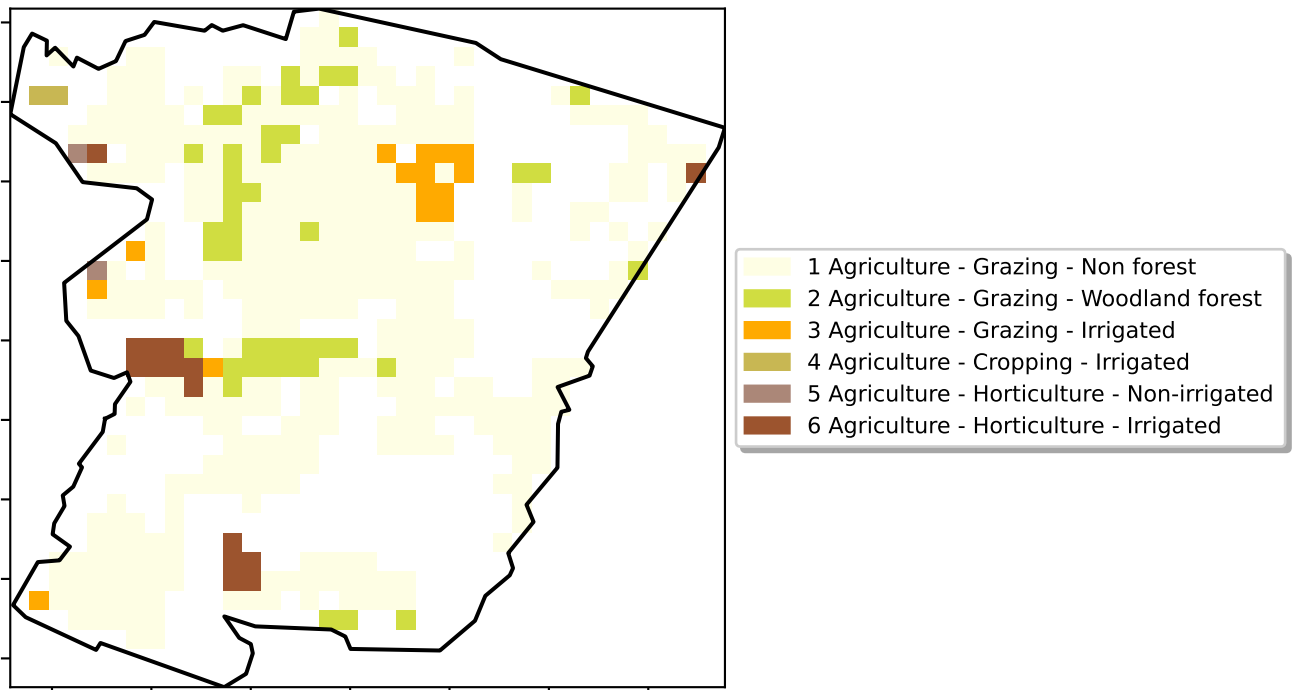 1 Agriculture - Grazing - Non forest
2 Agriculture - Grazing - Woodland forest
3 Agriculture - Grazing - Irrigated
4 Agriculture - Cropping - Irrigated
5 Agriculture - Horticulture - Non-irrigated
6 Agriculture - Horticulture - Irrigated